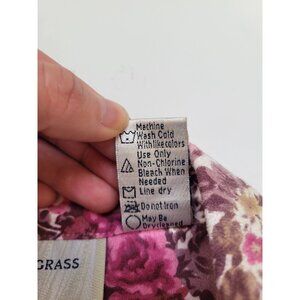 Machine
Wash Cold
With like colors
Use Only
Non-Chlorine
Bleach When
Needed
Line dry
Do not Iron
May Be
Drycleaned
GRASS